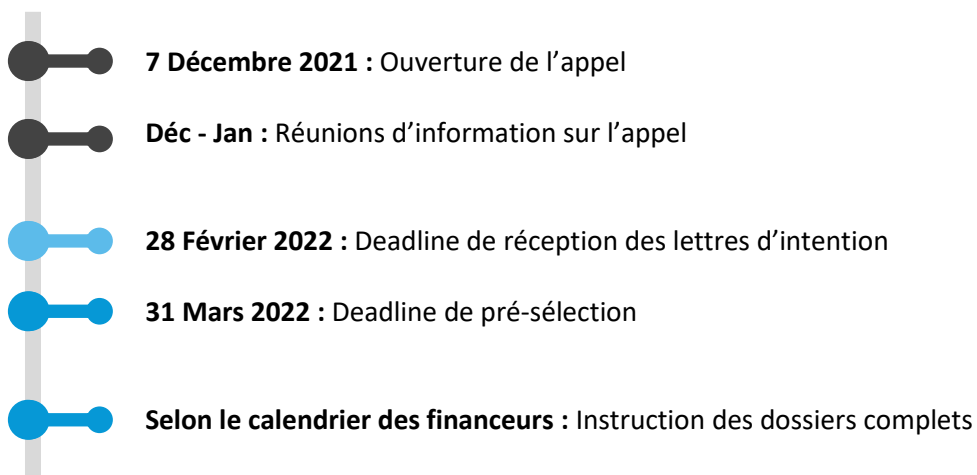 7 Décembre 2021 : Ouverture de l’appel
Déc - Jan : Réunions d’information sur l’appel
28 Février 2022 : Deadline de réception des lettres d’intention
31 Mars 2022 : Deadline de pré-sélection
Selon le calendrier des financeurs : Instruction des dossiers complets